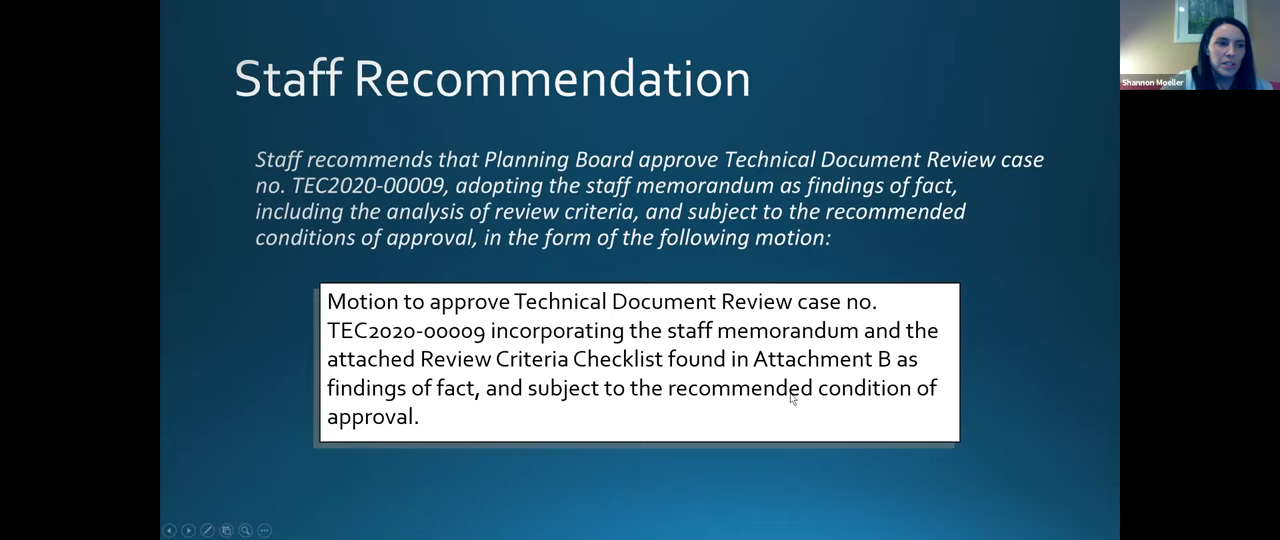 Staff Recommendation
Staff recommends that Planning Board approve Technical Document Review case
no. TEC2020-00009, adopting the staff memorandum as findings of fact,
including the analysis of review criteria, and subject to the recommended
conditions of approval, in the form of the following motion:
Motion to approve Technical Document Review case no.
TEC2020-00009 incorporating the staff memorandum and the
attached Review Criteria Checklist found in Attachment B as
findings of fact, and subject to the recommended condition of
approval.
Shannon Moeller